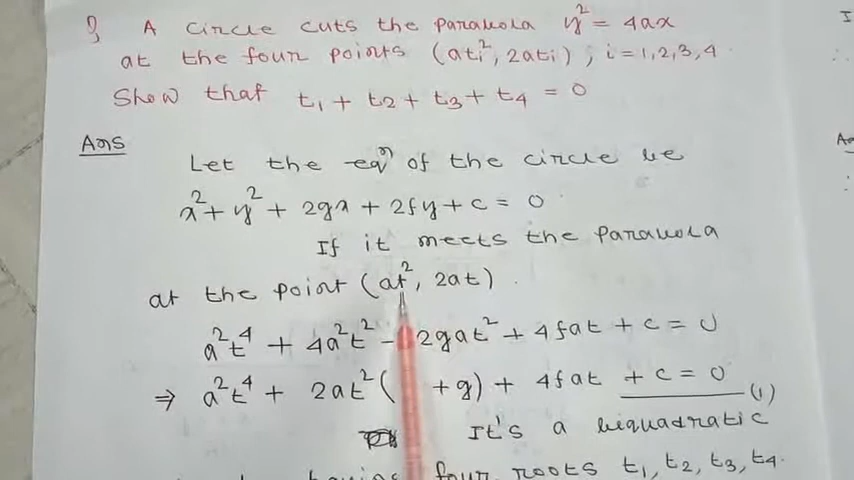 Q A circle cuts the parabola y² = 4ax
at the four points (ati², 2ati), i = 1,2,3,4
Show that t₁ + t₂ + t₃ + t₄ = 0
Ans
Let the eqⁿ of the circle be
x² + y² + 2gx + 2fy + c = 0
If it meets the parabola
at the point (at², 2at)
a²t⁴ + 4a²t² 2gat² + 4fat + c = 0
⇒ a²t⁴ + 2at² ( + g) + 4fat + c = 0 (1)
It's a biquadratic
having four roots t₁, t₂, t₃, t₄.